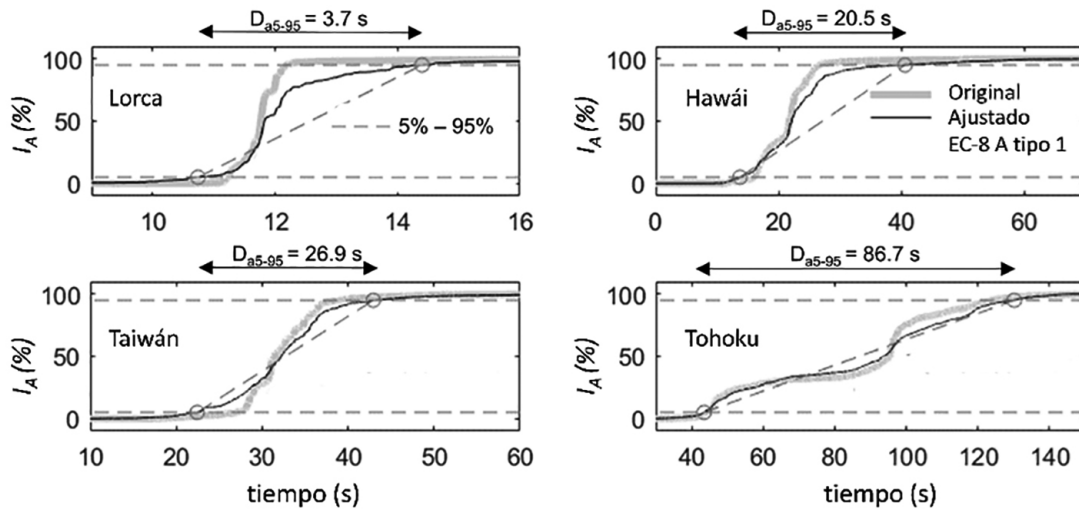 Da5-95 = 3.7 s
100
50
0
IA (%)
Lorca
5% – 95%
10 12 14 16
Da5-95 = 20.5 s
100
50
0
IA (%)
Hawái
Original
Ajustado
EC-8 A tipo 1
0 20 40 60
Da5-95 = 26.9 s
100
50
0
IA (%)
Taiwán
10 20 30 40 50 60
tiempo (s)
Da5-95 = 86.7 s
100
50
0
IA (%)
Tohoku
40 60 80 100 120 140
tiempo (s)